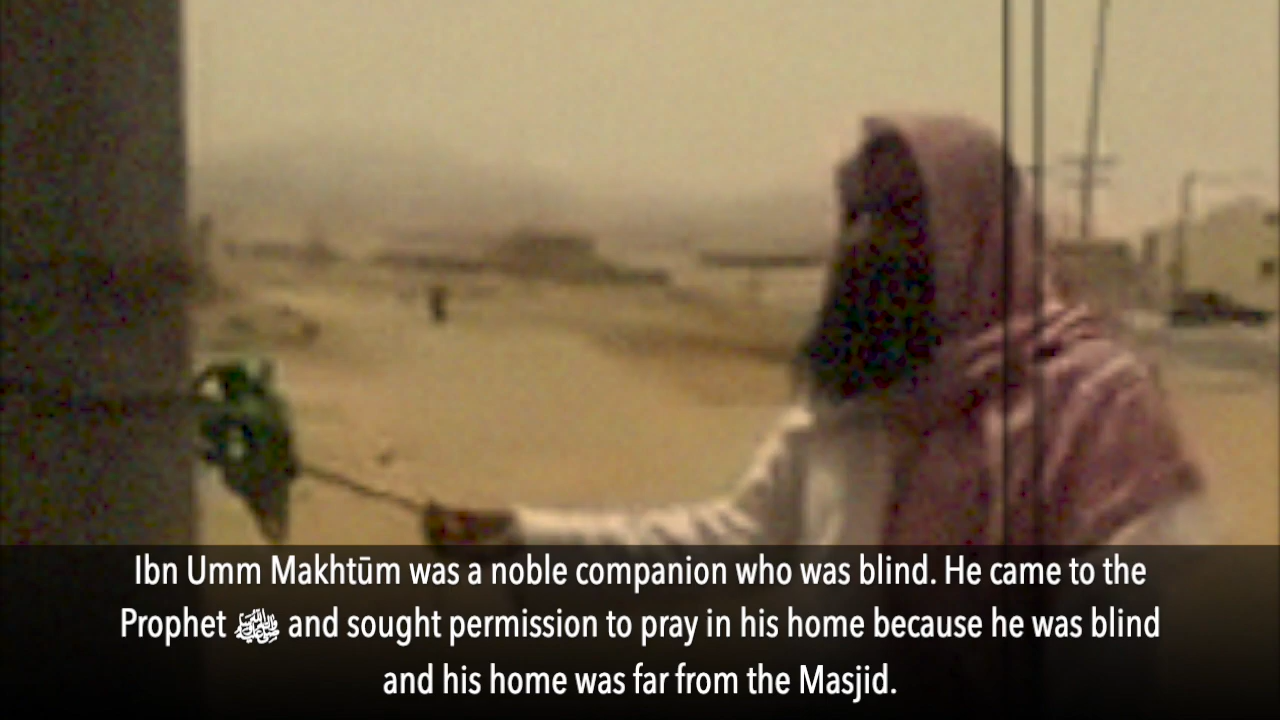 Ibn Umm Makhtūm was a noble companion who was blind. He came to the
Prophet ﷺ and sought permission to pray in his home because he was blind
and his home was far from the Masjid.